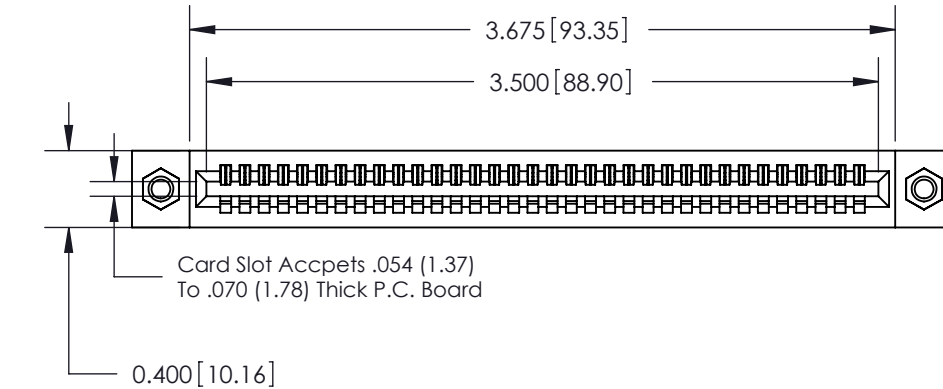 3.675[93.35]
3.500[88.90]
Card Slot Accpets .054 (1.37)
To .070 (1.78) Thick P.C. Board
0.400[10.16]